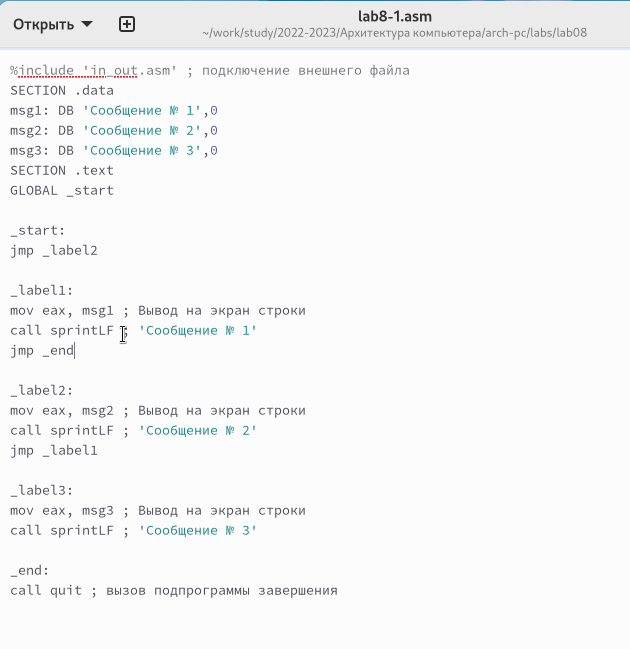 Открыть
lab8-1.asm
~/work/study/2022-2023/Архитектура компьютера/arch-pc/labs/lab08
%include 'in_out.asm' ; подключение внешнего файла
SECTION .data
msg1: DB 'Сообщение № 1',0
msg2: DB 'Сообщение № 2',0
msg3: DB 'Сообщение № 3',0
SECTION .text
GLOBAL _start
_start:
jmp _label2
_label1:
mov eax, msg1 ; Вывод на экран строки
call sprintLF ; 'Сообщение № 1'
jmp _end
_label2:
mov eax, msg2 ; Вывод на экран строки
call sprintLF ; 'Сообщение № 2'
jmp _label1
_label3:
mov eax, msg3 ; Вывод на экран строки
call sprintLF ; 'Сообщение № 3'
_end:
call quit ; вызов подпрограммы завершения